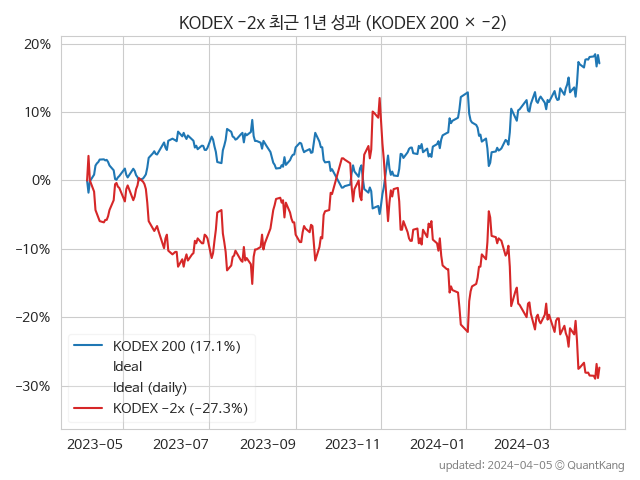 KODEX −2x 최근 1년 성과 (KODEX 200 × −2)
20%
10%
0%
−10%
−20%
−30%
KODEX 200 (17.1%)
Ideal
Ideal (daily)
KODEX −2x (−27.3%)
2023-05 2023-07 2023-09 2023-11 2024-01 2024-03
updated: 2024-04-05 © QuantKang